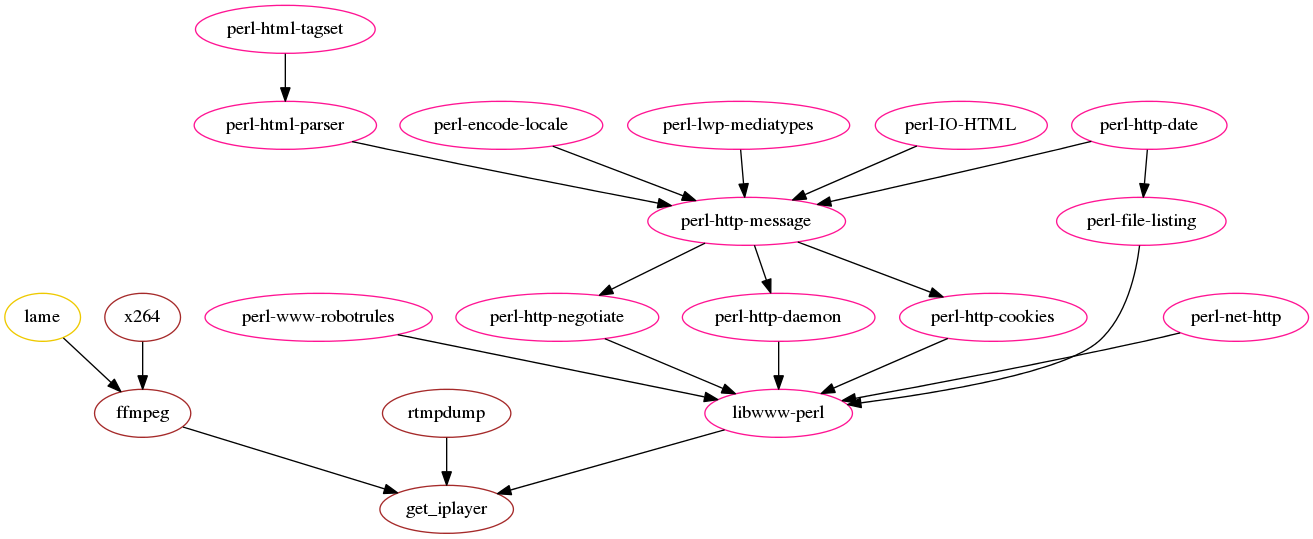 perl-html-tagset
perl-html-parser
perl-encode-locale
perl-lwp-mediatypes
perl-IO-HTML
perl-http-date
perl-http-message
perl-file-listing
lame
x264
perl-www-robotrules
perl-http-negotiate
perl-http-daemon
perl-http-cookies
perl-net-http
ffmpeg
rtmpdump
libwww-perl
get_iplayer